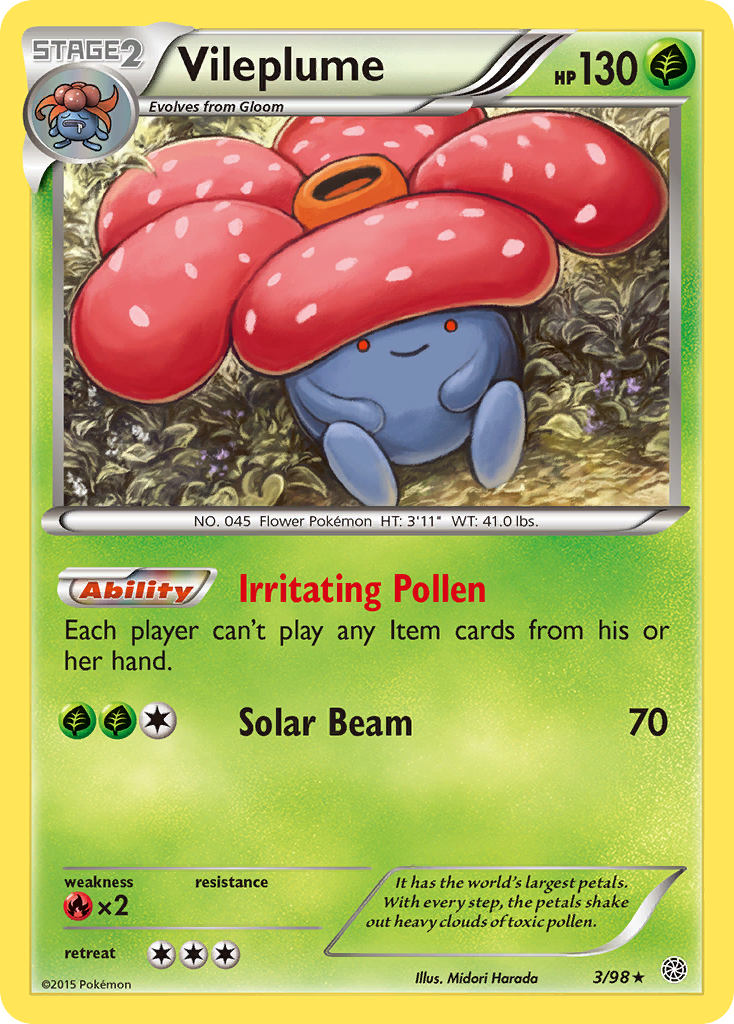 STAGE2
Vileplume
HP130
Evolves from Gloom
NO. 045 Flower Pokémon HT: 3'11" WT: 41.0 lbs.
Ability Irritating Pollen
Each player can't play any Item cards from his or
her hand.
Solar Beam 70
weakness resistance
×2
It has the world's largest petals.
With every step, the petals shake
out heavy clouds of toxic pollen.
retreat
©2015 Pokémon
Illus. Midori Harada
3/98★